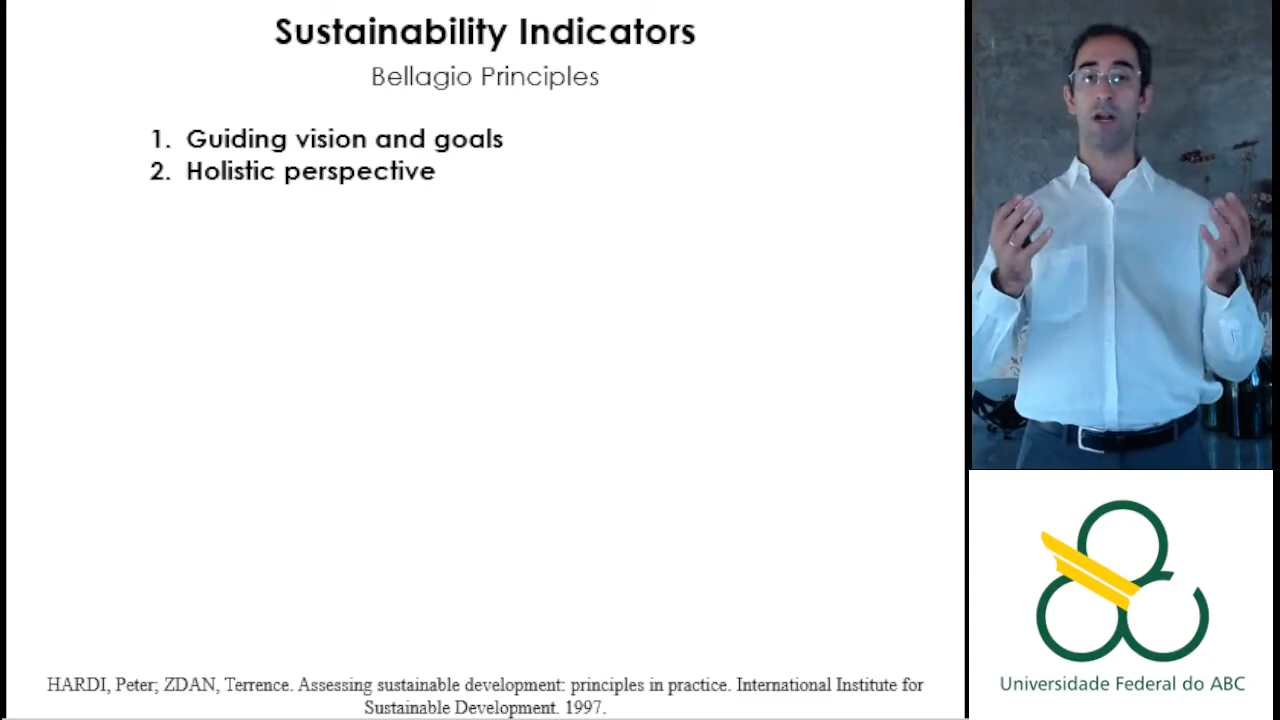 Sustainability Indicators
Bellagio Principles
1. Guiding vision and goals
2. Holistic perspective
HARDI, Peter; ZDAN, Terrence. Assessing sustainable development: principles in practice. International Institute for
Sustainable Development. 1997.
Universidade Federal do ABC